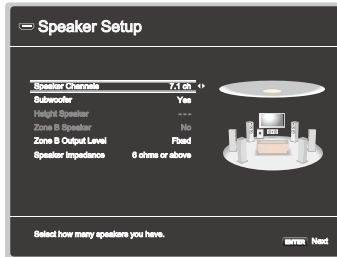 Speaker Setup
Speaker Channels 7.1 ch
Subwoofer Yes
Height Speaker ---
Zone B Speaker No
Zone B Output Level Fixed
Speaker Impedance 6 ohms or above
Select how many speakers you have.
ENTER Next